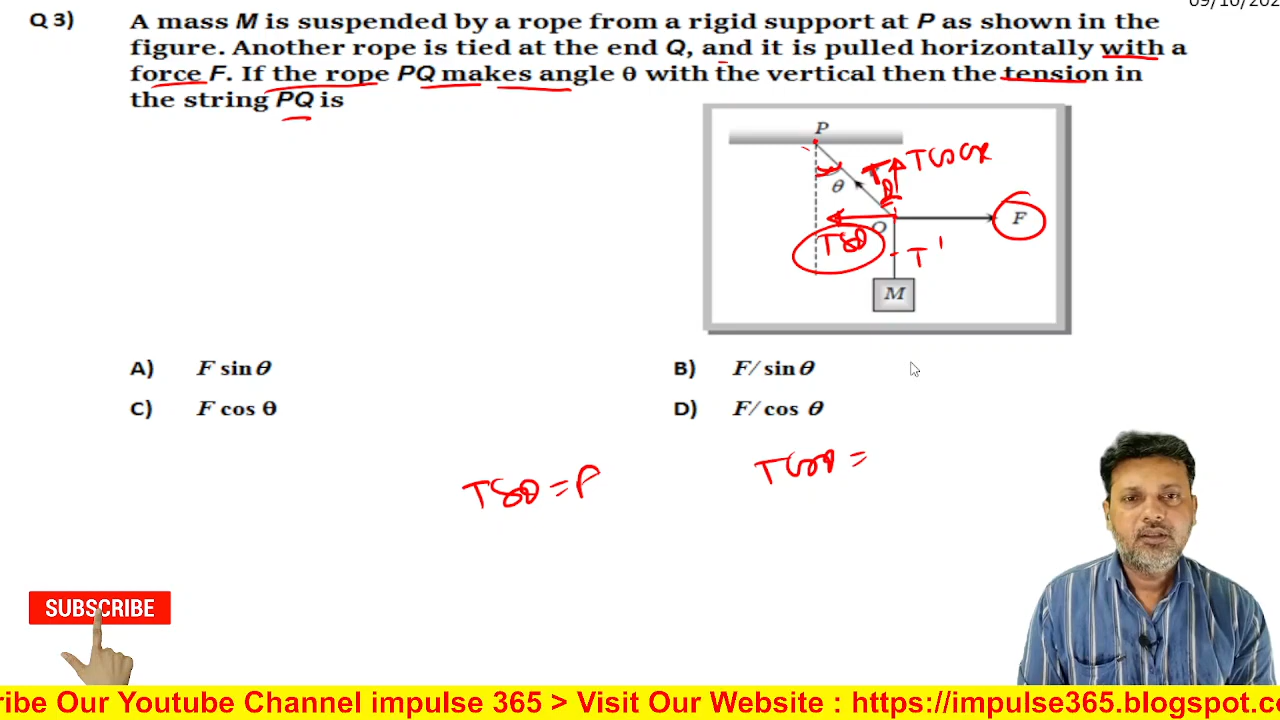 09/10/202
Q 3) A mass M is suspended by a rope from a rigid support at P as shown in the
figure. Another rope is tied at the end Q, and it is pulled horizontally with a
force F. If the rope PQ makes angle θ with the vertical then the tension in
the string PQ is
P
T
θ
θ
Q
F
T'
M
A) F sin θ
B) F/ sin θ
C) F cos θ
D) F/ cos θ
SUBSCRIBE
ribe Our Youtube Channel impulse 365 > Visit Our Website : https://impulse365.blogspot.c